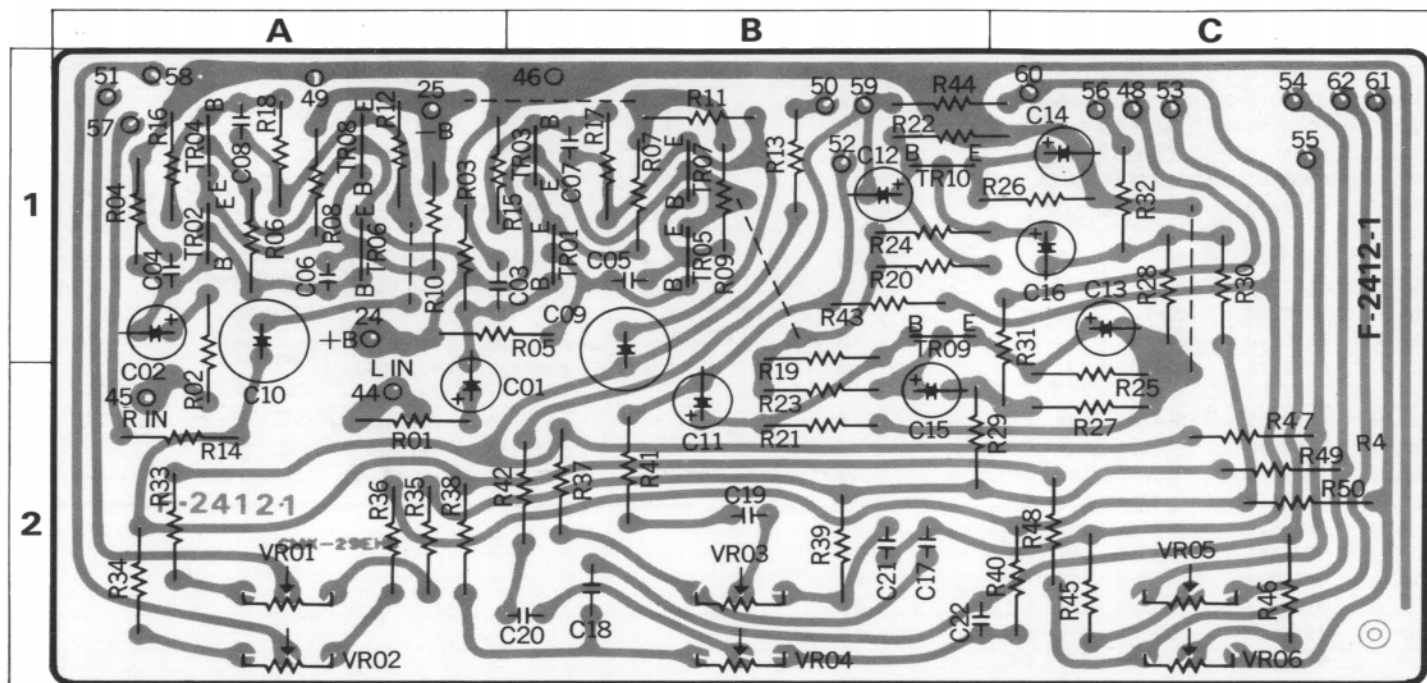 A B C
1
2
51 58 49 25 46 50 59 R44 60 56 48 53 54 62 61
57 R16 TR04 B C08 R18 TR08 E R12 -B TR03 B C07 R17 R07 R11 TR07 E R13 52 C12 R22 B E TR10 C14 55
R04 E E B E R03 R15 E E B R26 R32
TR02 B R06 R08 TR06 B R10 C03 TR01 B C05 TR05 B R09 R24 C16 R28 R30 F-2412-1
C04 C06 R20 C13
24 +B R05 C09 R43 B E TR09 R31
C02 R02 C10 L IN 44 C01 R19 R25
45 R IN R01 C11 R23 C15 R29 R27
R14 R21 R47 R4
R33 F-2412-1 R36 R35 R38 R42 R37 R41 R49
C19 R39 R48 R50
R34 VR01 VR03 C21 C17 R40 R45 VR05 R46
C20 C18 C22
VR02 VR04 VR06